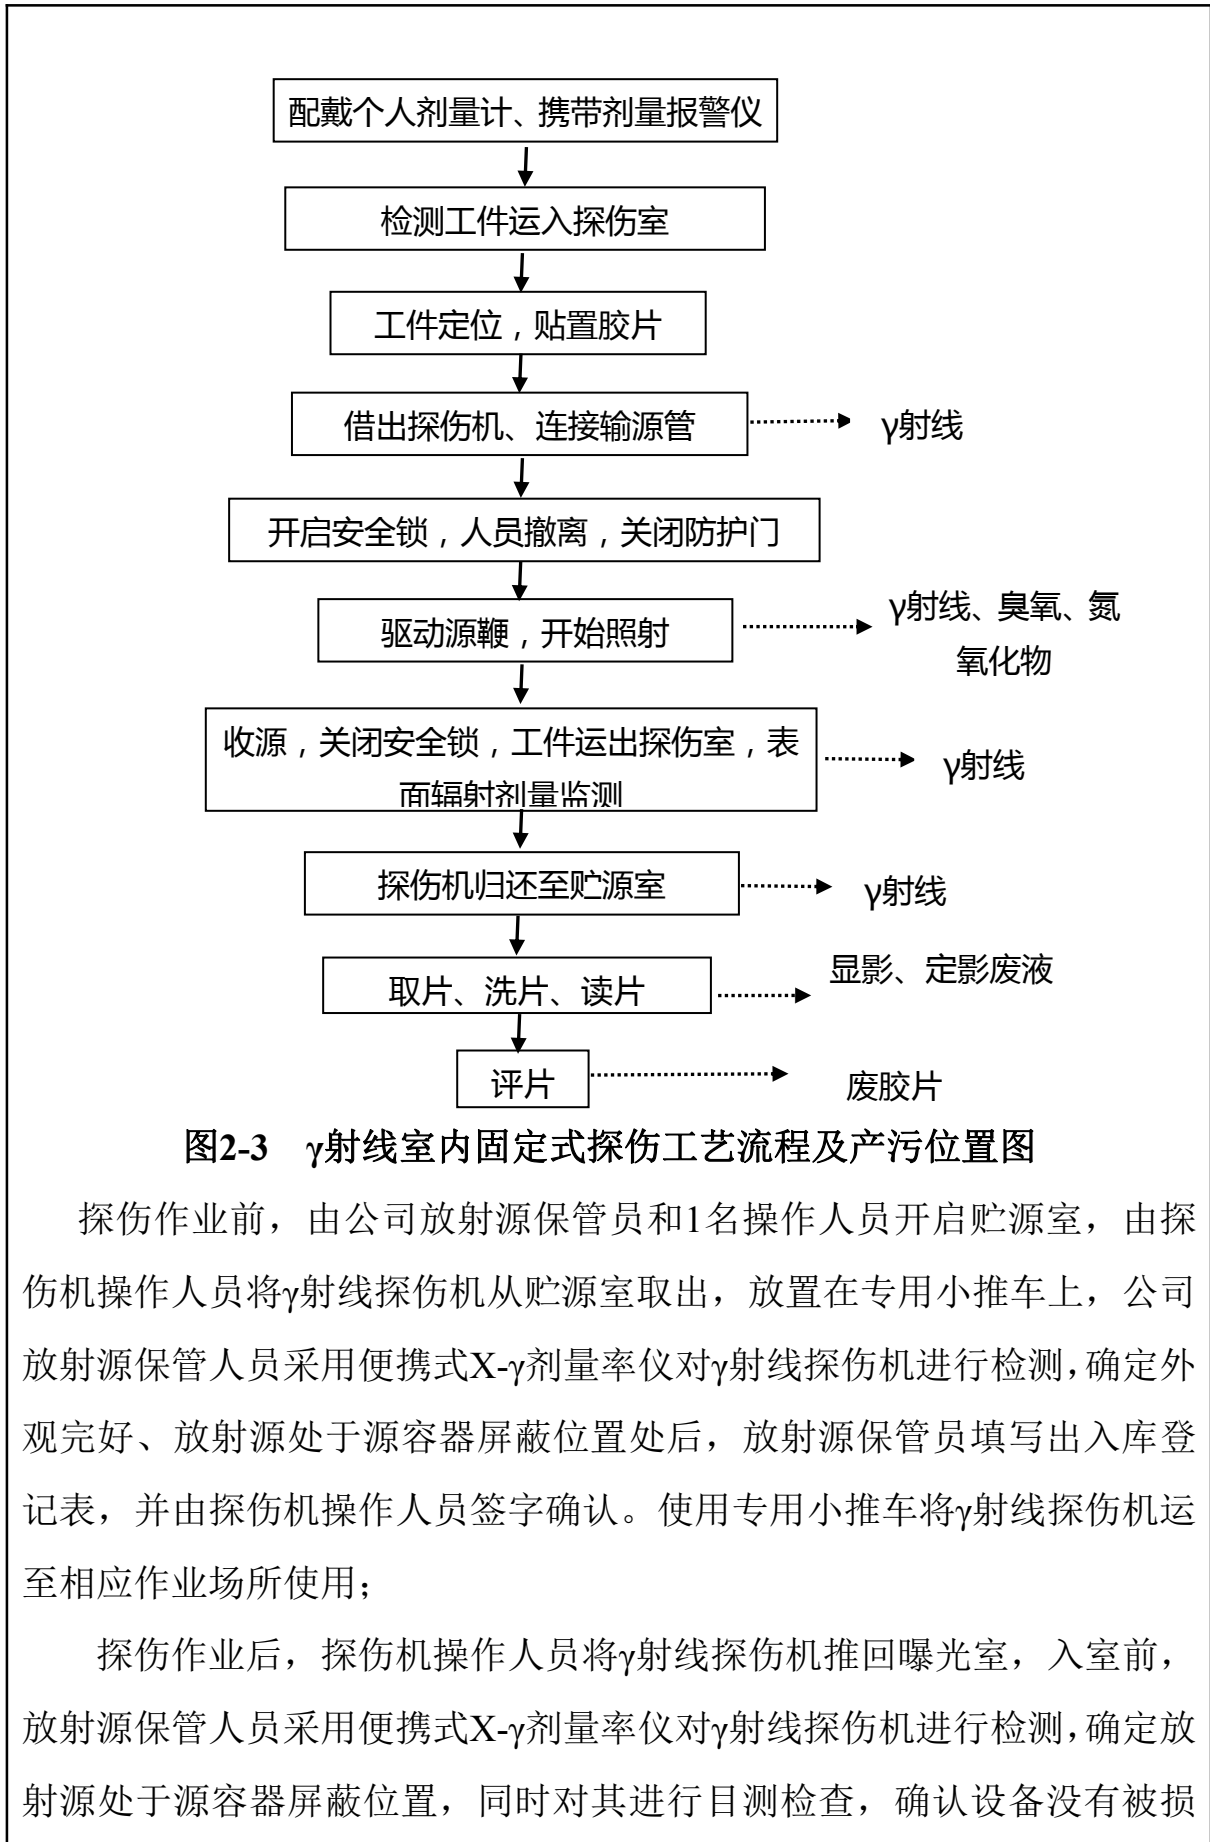 配戴个人剂量计、携带剂量报警仪
检测工件运入探伤室
工件定位，贴置胶片
借出探伤机、连接输源管
γ射线
开启安全锁，人员撤离，关闭防护门
驱动源鞭，开始照射
γ射线、臭氧、氮
氧化物
收源，关闭安全锁，工件运出探伤室，表
面辐射剂量监测
γ射线
探伤机归还至贮源室
γ射线
取片、洗片、读片
显影、定影废液
评片
废胶片
图2-3 γ射线室内固定式探伤工艺流程及产污位置图
探伤作业前，由公司放射源保管员和1名操作人员开启贮源室，由探
伤机操作人员将γ射线探伤机从贮源室取出，放置在专用小推车上，公司
放射源保管人员采用便携式X-γ剂量率仪对γ射线探伤机进行检测，确定外
观完好、放射源处于源容器屏蔽位置处后，放射源保管员填写出入库登
记表，并由探伤机操作人员签字确认。使用专用小推车将γ射线探伤机运
至相应作业场所使用；
探伤作业后，探伤机操作人员将γ射线探伤机推回曝光室，入室前，
放射源保管人员采用便携式X-γ剂量率仪对γ射线探伤机进行检测，确定放
射源处于源容器屏蔽位置，同时对其进行目测检查，确认设备没有被损